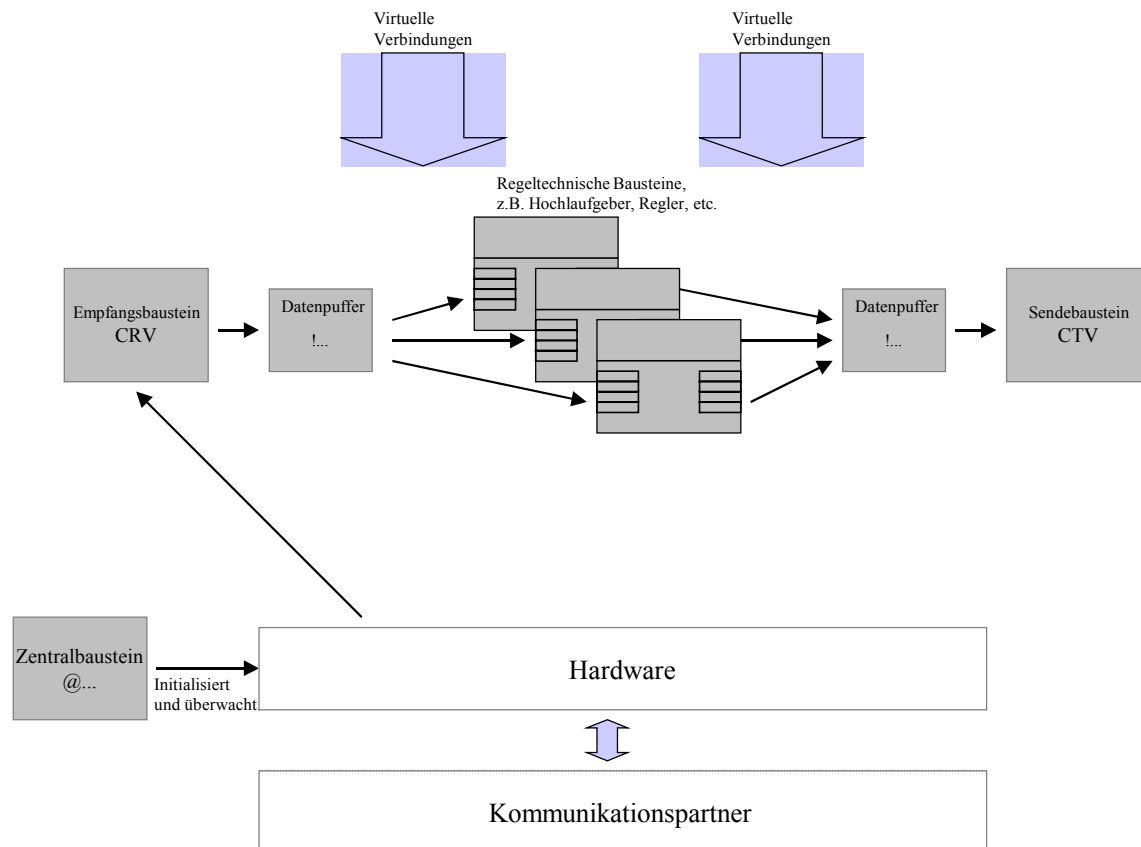 Virtuelle
Verbindungen
Virtuelle
Verbindungen
Regeltechnische Bausteine,
z.B. Hochlaufgeber, Regler, etc.
Empfangsbaustein
CRV
Datenpuffer
!...
Datenpuffer
!...
Sendebaustein
CTV
Zentralbaustein
@...
Initialisiert
und überwacht
Hardware
Kommunikationspartner